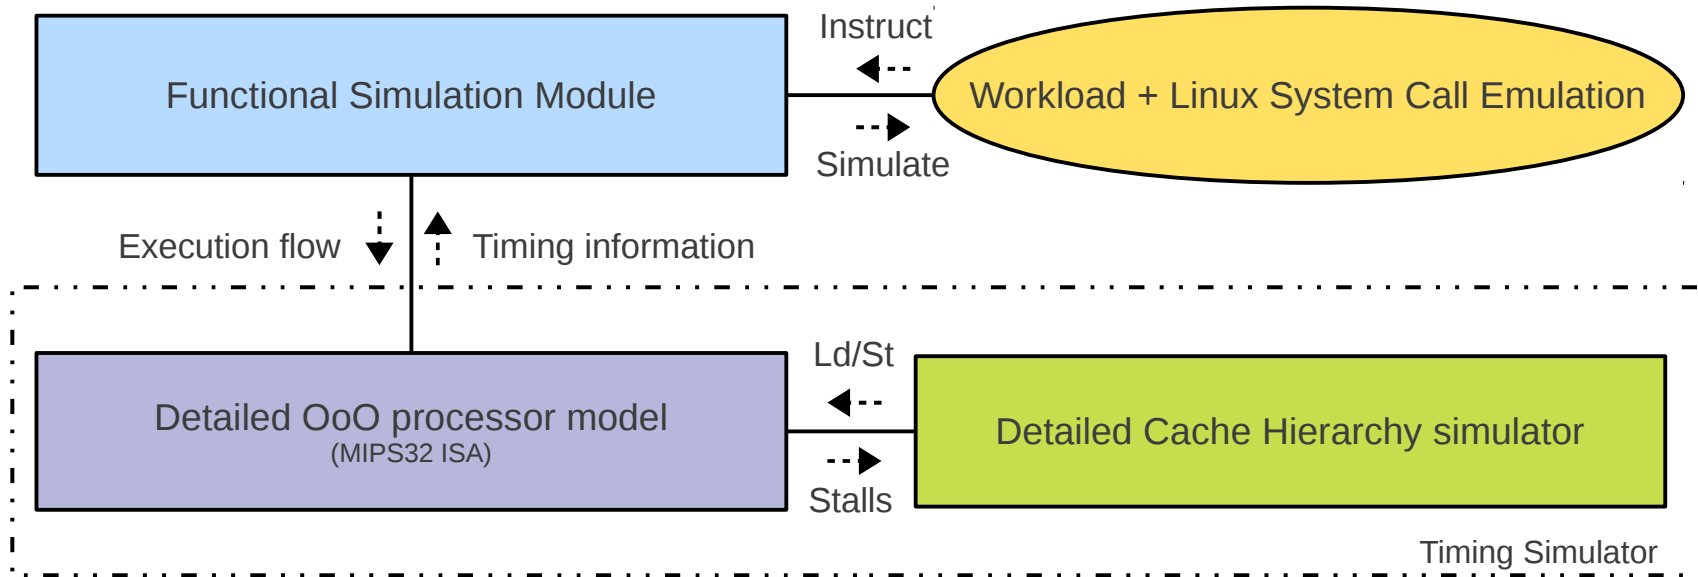 Instruct
Functional Simulation Module
Workload + Linux System Call Emulation
Simulate
Execution flow
Timing information
Ld/St
Detailed OoO processor model
(MIPS32 ISA)
Detailed Cache Hierarchy simulator
Stalls
Timing Simulator